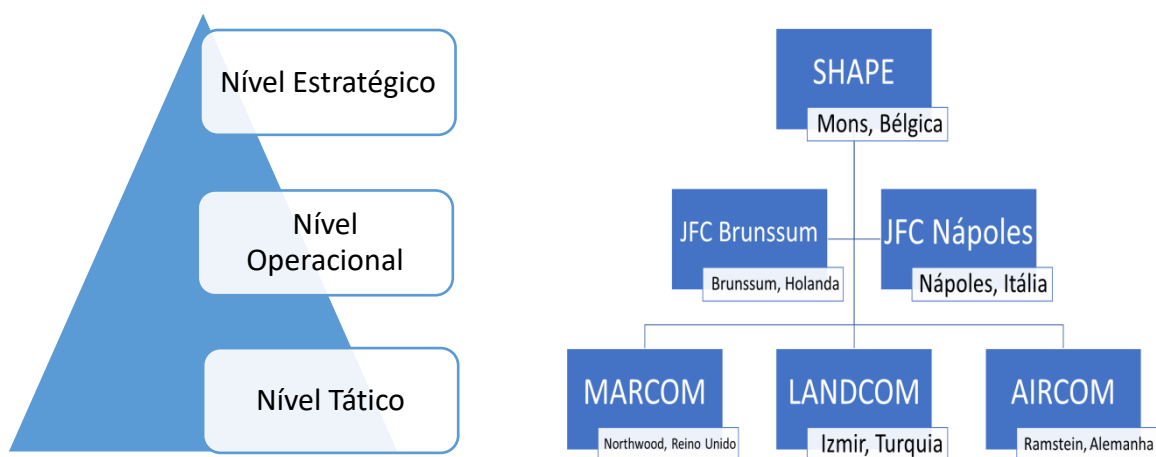 Nível Estratégico
Nível
Operacional
Nível Tático
SHAPE
Mons, Bélgica
JFC Brunssum
Brunssum, Holanda
JFC Nápoles
Nápoles, Itália
MARCOM
Northwood, Reino Unido
LANDCOM
Izmir, Turquia
AIRCOM
Ramstein, Alemanha